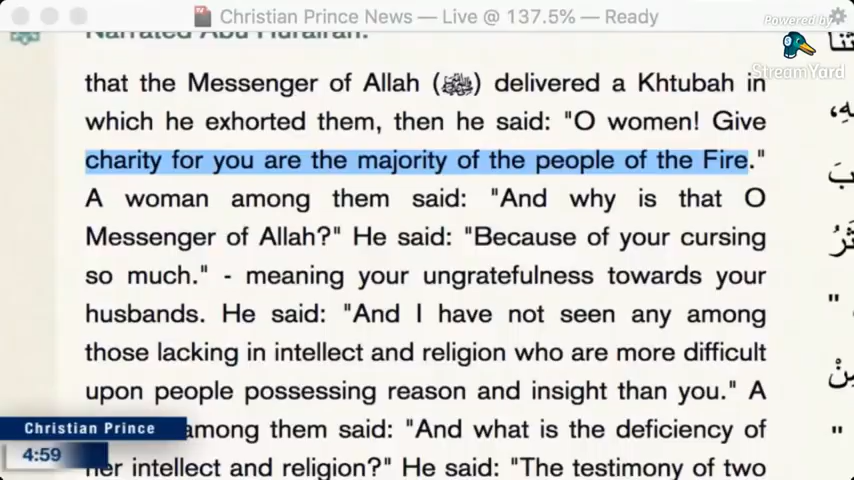 Christian Prince News — Live @ 137.5% — Ready
Powered by
StreamYard
Narrated Abu Hurairah:
that the Messenger of Allah (ﷺ) delivered a Khtubah in
which he exhorted them, then he said: "O women! Give
charity for you are the majority of the people of the Fire."
A woman among them said: "And why is that O
Messenger of Allah?" He said: "Because of your cursing
so much." - meaning your ungratefulness towards your
husbands. He said: "And I have not seen any among
those lacking in intellect and religion who are more difficult
upon people possessing reason and insight than you." A
among them said: "And what is the deficiency of
her intellect and religion?" He said: "The testimony of two
Christian Prince
4:59